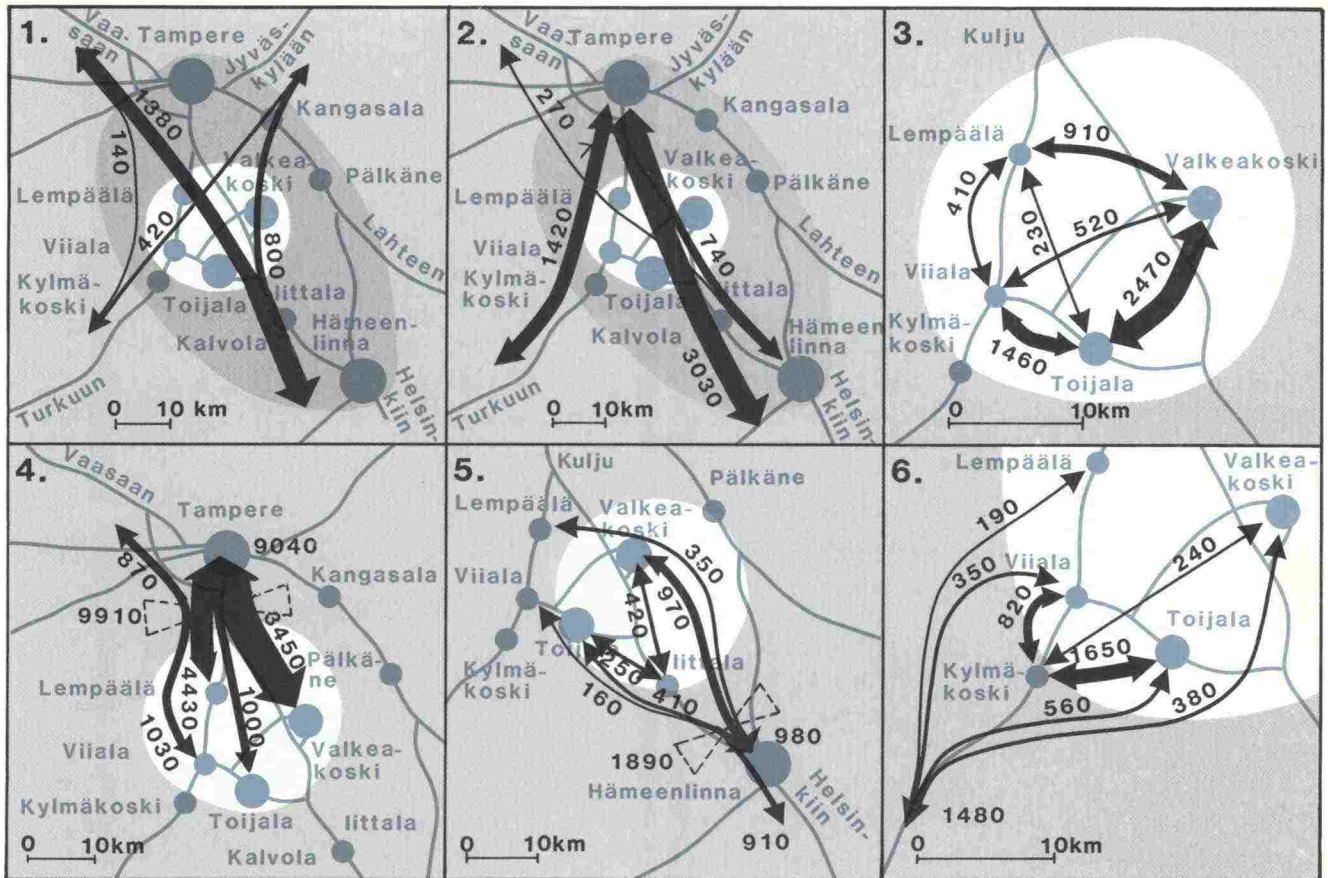 1.
Vaa-
saan
Tampere
Jyväs-
kylään
1380
140
Kangasala
Valkea-
koski
Pälkäne
Lempäälä
420
800
Lahteen
Viiala
Kylmä-
koski
Toijala
Iittala
Kalvola
Hämeen-
linna
Turkuun
Helsin-
kiin
0 10 km
2.
Vaa-
saan
Tampere
Jyväs-
kylään
270
Kangasala
Valkea-
koski
Pälkäne
Lempäälä
1420
740
Lahteen
Viiala
Kylmä-
koski
Toijala
Iittala
Kalvola
Hämeen
linna
3030
Turkuun
Helsin-
kiin
0 10km
3.
Kulju
Lempäälä
910
Valkeakoski
410
230
520
Viiala
2470
Kylmä-
koski
1460
Toijala
0 10km
4.
Vaasaan
Tampere
9040
870
Kangasala
9910
3450
Pälkä-
ne
Lempäälä
4430
1000
1030
Viiala
Valkea-
koski
Kylmäkoski
Toijala
Iittala
Kalvola
0 10km
5.
Kulju
Pälkäne
Lempäälä
Valkea-
koski
350
Viiala
970
420
Kylmä-
koski
250
Iittala
410
160
980
1890
Hämeenlinna
Helsin-
kiin
910
0 10km
6.
Lempäälä
Valkea-
koski
190
240
350
Viiala
820
Toijala
1650
Kylmä-
koski
560
380
1480
0 10km